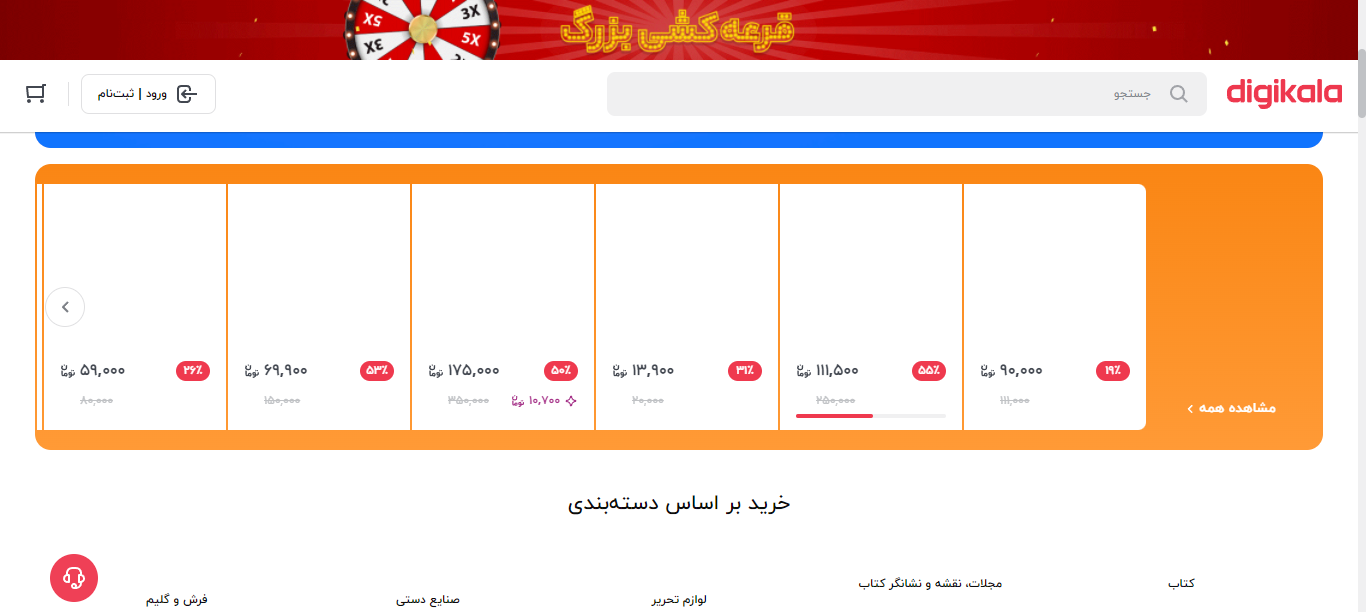 3X
5X
3X
5X
قرعه‌کشی بزرگ
digikala
جستجو
ورود | ثبت‌نام
مشاهده همه
۱۹٪ ۹۰,۰۰۰ تومان
۱۱۱,۰۰۰
۵۵٪ ۱۱۱,۵۰۰ تومان
۲۵۰,۰۰۰
۳۱٪ ۱۳,۹۰۰ تومان
۲۰,۰۰۰
۵۰٪ ۱۷۵,۰۰۰ تومان
۱۰,۷۰۰ تومان ۳۵۰,۰۰۰
۵۳٪ ۶۹,۹۰۰ تومان
۱۵۰,۰۰۰
۲۶٪ ۵۹,۰۰۰ تومان
۸۰,۰۰۰
خرید بر اساس دسته‌بندی
کتاب
مجلات، نقشه و نشانگر کتاب
لوازم تحریر
صنایع دستی
فرش و گلیم